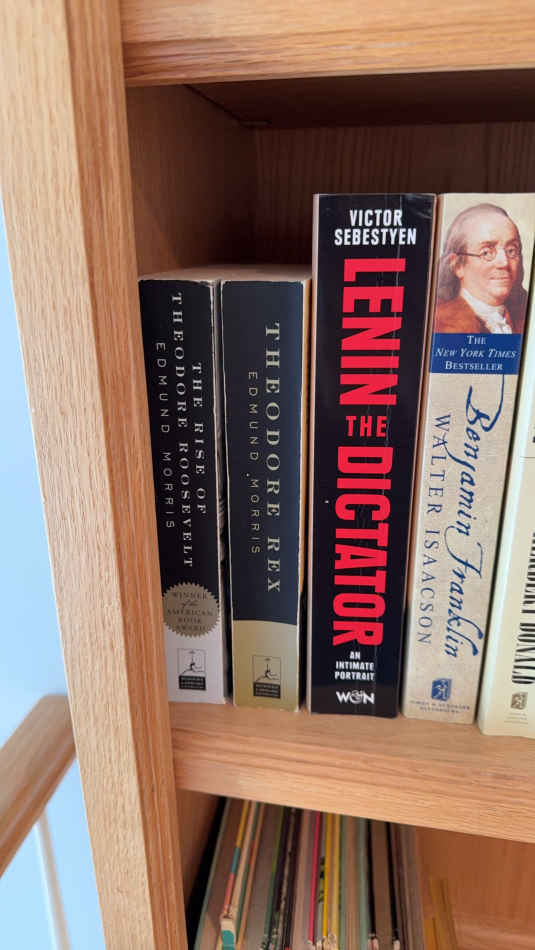 THE RISE OF
THEODORE ROOSEVELT
EDMUND MORRIS
WINNER
of the
AMERICAN
BOOK
AWARD
THEODORE REX
EDMUND MORRIS
VICTOR
SEBESTYEN
LENIN THE DICTATOR
AN
INTIMATE
PORTRAIT
W&N
THE
NEW YORK TIMES
BESTSELLER
Benjamin Franklin
WALTER ISAACSON
DONALD